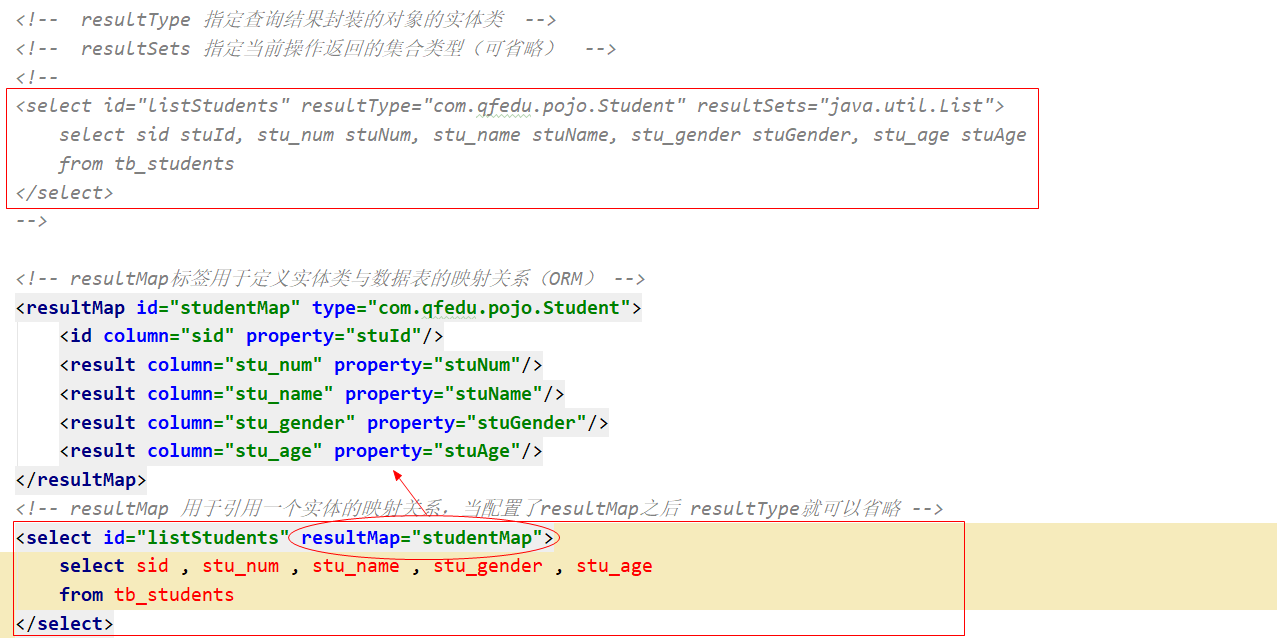 <!--  resultType 指定查询结果封装的对象的实体类  -->
<!--  resultSets 指定当前操作返回的集合类型（可省略）  -->
<!--
<select id="listStudents" resultType="com.qfedu.pojo.Student" resultSets="java.util.List">
    select sid stuId, stu_num stuNum, stu_name stuName, stu_gender stuGender, stu_age stuAge
    from tb_students
</select>
-->
<!-- resultMap标签用于定义实体类与数据表的映射关系（ORM） -->
<resultMap id="studentMap" type="com.qfedu.pojo.Student">
    <id column="sid" property="stuId"/>
    <result column="stu_num" property="stuNum"/>
    <result column="stu_name" property="stuName"/>
    <result column="stu_gender" property="stuGender"/>
    <result column="stu_age" property="stuAge"/>
</resultMap>
<!-- resultMap 用于引用一个实体的映射关系，当配置了resultMap之后 resultType就可以省略 -->
<select id="listStudents" resultMap="studentMap">
    select sid , stu_num , stu_name , stu_gender , stu_age
    from tb_students
</select>